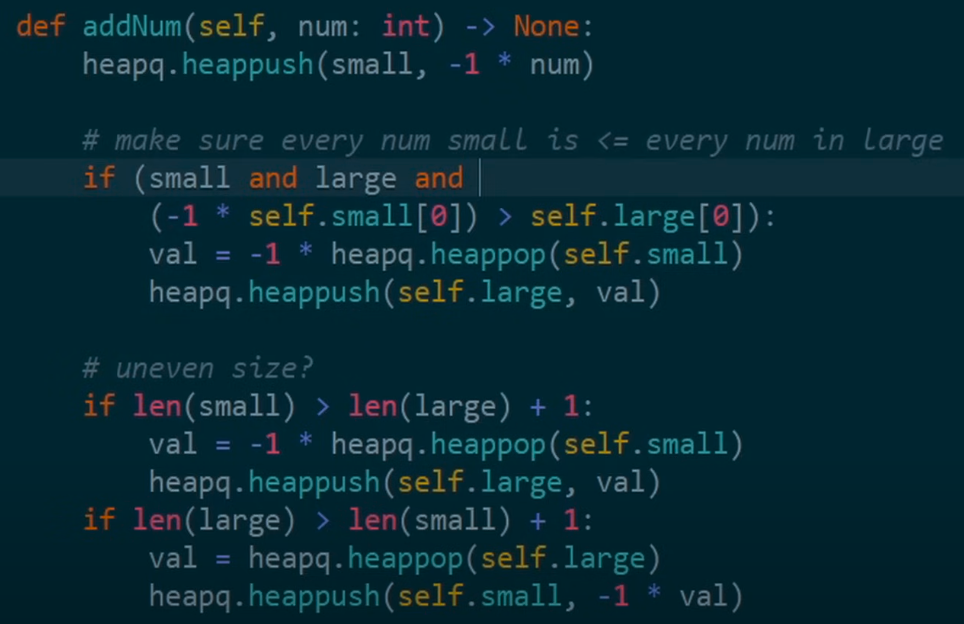 def addNum(self, num: int) -> None:
    heapq.heappush(small, -1 * num)

    # make sure every num small is <= every num in large
    if (small and large and
        (-1 * self.small[0]) > self.large[0]):
        val = -1 * heapq.heappop(self.small)
        heapq.heappush(self.large, val)

    # uneven size?
    if len(small) > len(large) + 1:
        val = -1 * heapq.heappop(self.small)
        heapq.heappush(self.large, val)
    if len(large) > len(small) + 1:
        val = heapq.heappop(self.large)
        heapq.heappush(self.small, -1 * val)